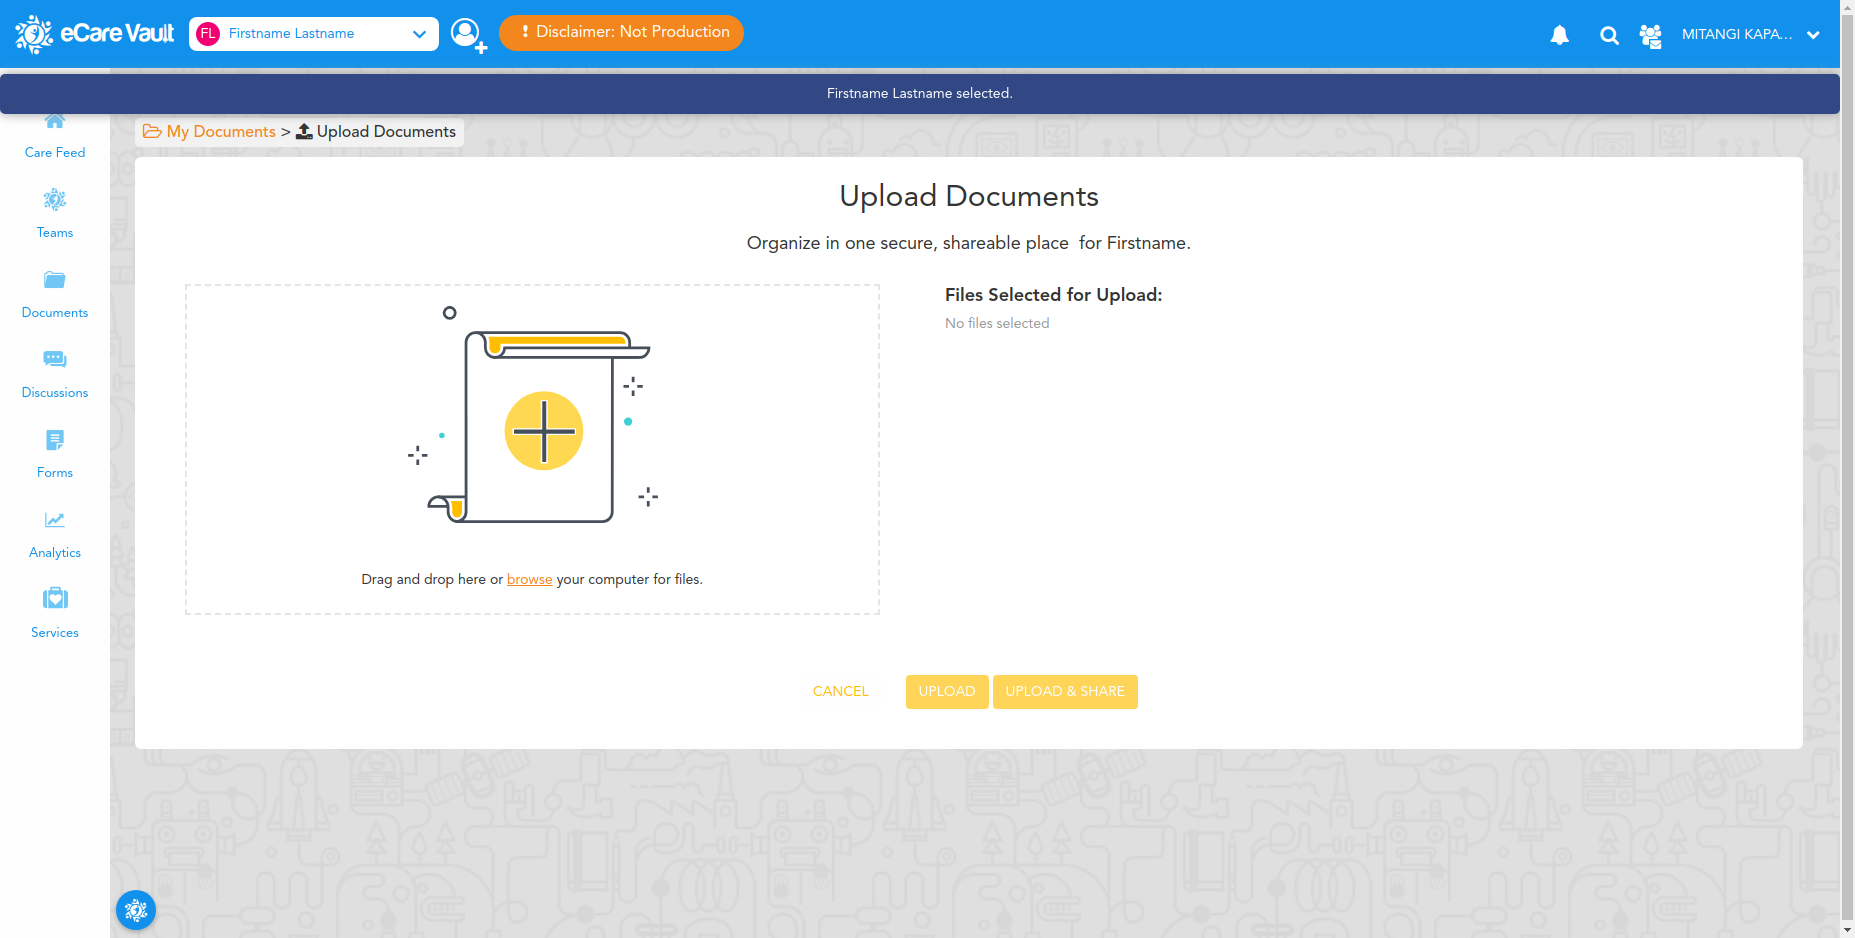 eCare Vault
FL Firstname Lastname
! Disclaimer: Not Production
MITANGI KAPA...
Firstname Lastname selected.
My Documents > Upload Documents
Care Feed
Teams
Documents
Discussions
Forms
Analytics
Services
Upload Documents
Organize in one secure, shareable place  for Firstname.
Drag and drop here or browse your computer for files.
Files Selected for Upload:
No files selected
CANCEL
UPLOAD
UPLOAD & SHARE